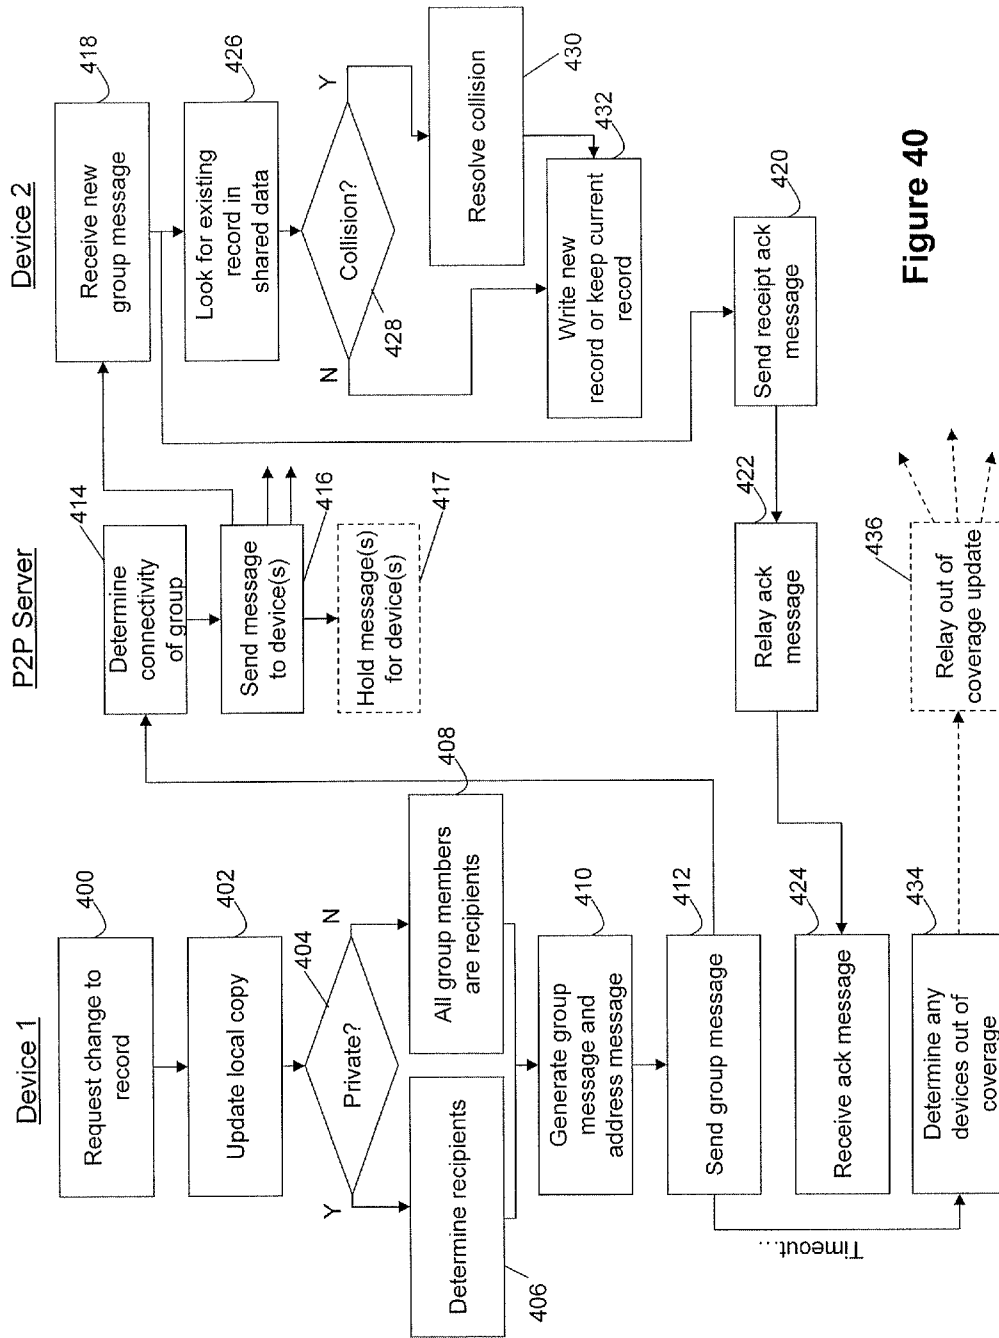 Device 1
Request change to
record
400
Update local copy
402
Private?
404
Y
N
Determine recipients
406
All group members
are recipients
408
Generate group
message and
address message
410
Send group message
412
Timeout...
Receive ack message
424
Determine any
devices out of
coverage
434
P2P Server
Determine
connectivity
of group
414
Send message
to device(s)
416
Hold message(s)
for device(s)
417
Relay ack
message
422
Relay out of
coverage update
436
Device 2
Receive new
group message
418
Look for existing
record in
shared data
426
Collision?
428
N
Y
Resolve collision
430
Write new
record or keep current
record
432
Send receipt ack
message
420
Figure 40